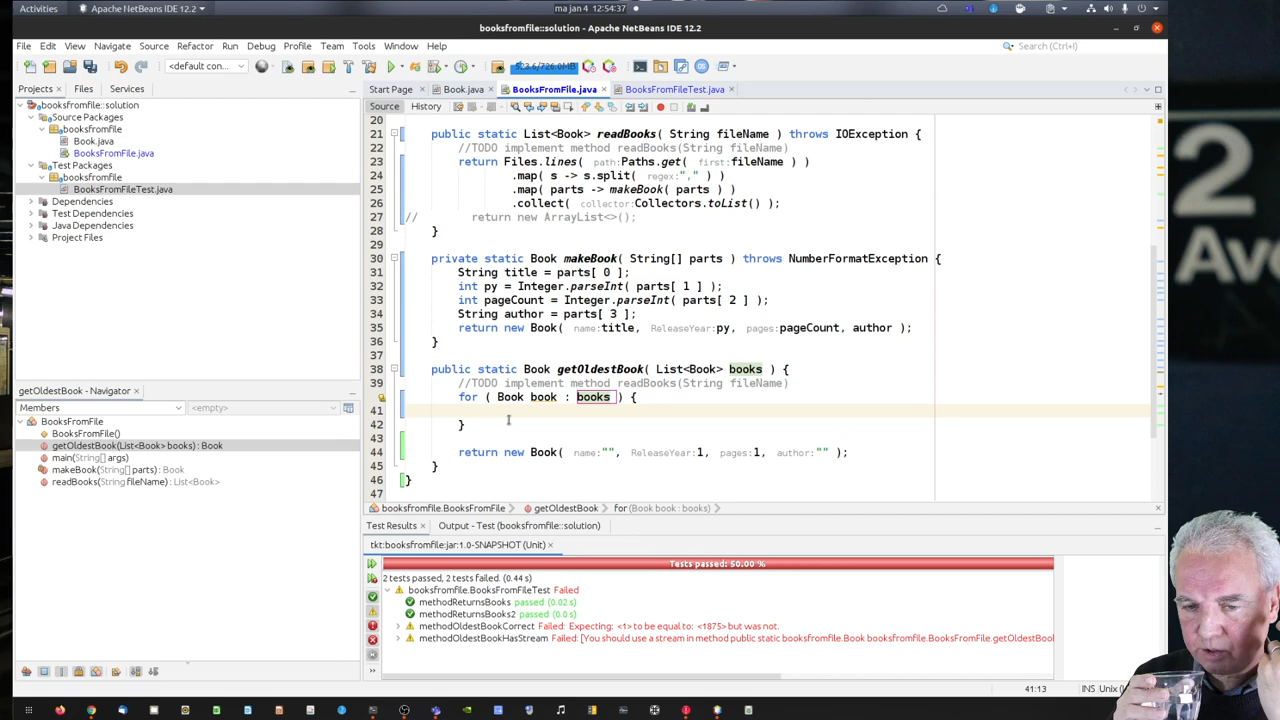 Activities
Apache NetBeans IDE 12.2
ma jan 4 12:54:37
booksfromfile::solution - Apache NetBeans IDE 12.2
File Edit View Navigate Source Refactor Run Debug Profile Team Tools Window Help
Search (Ctrl+I)
<default con...
Projects Files Services
Start Page Book.java BooksFromFile.java BooksFromFileTest.java
Source History
booksfromfile::solution
Source Packages
booksfromfile
Book.java
BooksFromFile.java
Test Packages
booksfromfile
BooksFromFileTest.java
Dependencies
Test Dependencies
Java Dependencies
Project Files
20
21 public static List<Book> readBooks( String fileName ) throws IOException {
22 //TODO implement method readBooks(String fileName)
23 return Files.lines( path:Paths.get( first:fileName ) )
24 .map( s -> s.split( regex:"," ) )
25 .map( parts -> makeBook( parts ) )
26 .collect( collector:Collectors.toList() );
27 // return new ArrayList<>();
28 }
29
30 private static Book makeBook( String[] parts ) throws NumberFormatException {
31 String title = parts[ 0 ];
32 int py = Integer.parseInt( parts[ 1 ] );
33 int pageCount = Integer.parseInt( parts[ 2 ] );
34 String author = parts[ 3 ];
35 return new Book( name:title, ReleaseYear:py, pages:pageCount, author );
36 }
37
38 public static Book getOldestBook( List<Book> books ) {
39 //TODO implement method readBooks(String fileName)
for ( Book book : books ) {
41
42 }
43
44 return new Book( name:"", ReleaseYear:1, pages:1, author:"" );
45 }
46 }
47
getOldestBook - Navigator
Members <empty>
BooksFromFile
BooksFromFile()
getOldestBook(List<Book> books) : Book
main(String[] args)
makeBook(String[] parts) : Book
readBooks(String fileName) : List<Book>
booksfromfile.BooksFromFile getOldestBook for (Book book : books)
Test Results Output - Test (booksfromfile::solution)
tkt:booksfromfile:jar:1.0-SNAPSHOT (Unit)
Tests passed: 50.00 %
2 tests passed, 2 tests failed. (0.44 s)
booksfromfile.BooksFromFileTest Failed
methodReturnsBooks passed (0.02 s)
methodReturnsBooks2 passed (0.0 s)
methodOldestBookCorrect Failed: Expecting: <1> to be equal to: <1875> but was not.
methodOldestBookHasStream Failed: [You should use a stream in method public static booksfromfile.Book booksfromfile.BooksFromFile.getOldestBoo
41:13 INS
2
Ave